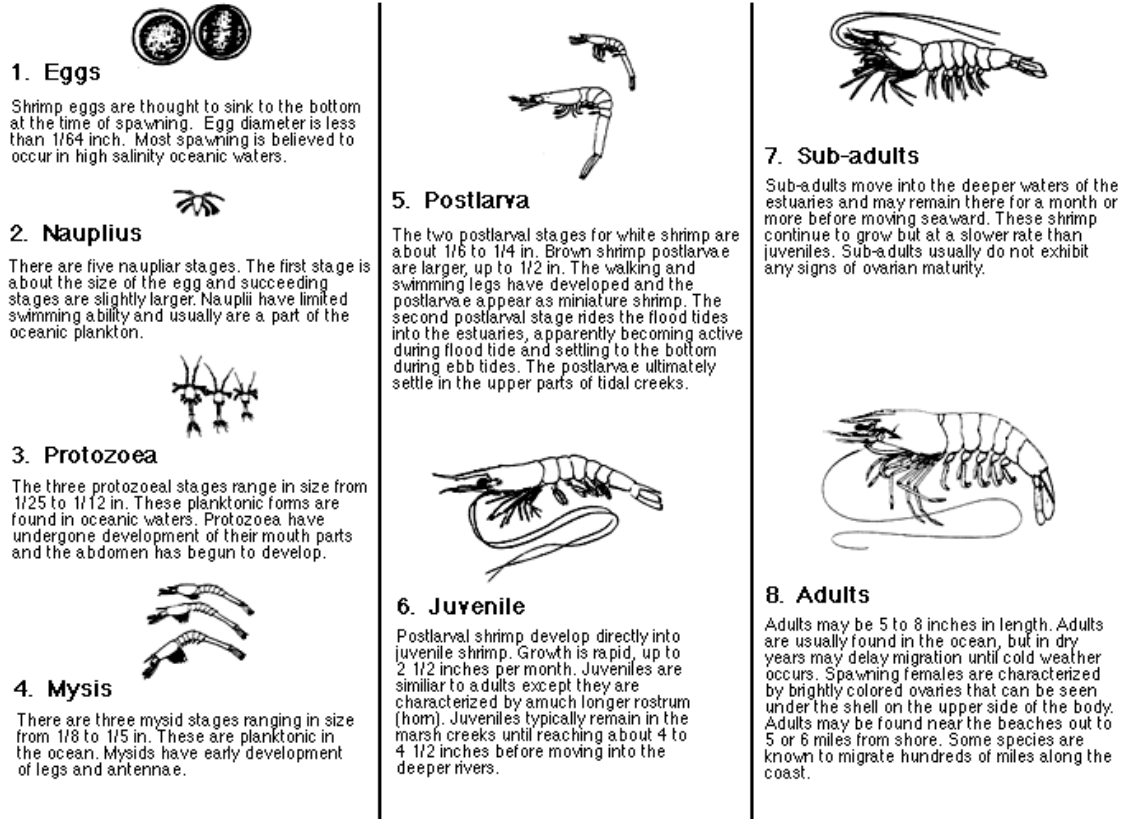 1. Eggs
Shrimp eggs are thought to sink to the bottom
at the time of spawning. Egg diameter is less
than 1/64 inch. Most spawning is believed to
occur in high salinity oceanic waters.
2. Nauplius
There are five naupliar stages. The first stage is
about the size of the egg and succeeding
stages are slightly larger. Nauplii have limited
swimming ability and usually are a part of the
oceanic plankton.
3. Protozoea
The three protozoeal stages range in size from
1/25 to 1/12 in. These planktonic forms are
found in oceanic waters. Protozoea have
undergone development of their mouth parts
and the abdomen has begun to develop.
4. Mysis
There are three mysid stages ranging in size
from 1/8 to 1/5 in. These are planktonic in
the ocean. Mysids have early development
of legs and antennae.
5. Postlarva
The two postlarval stages for white shrimp are
about 1/6 to 1/4 in. Brown shrimp postlarvae
are larger, up to 1/2 in. The walking and
swimming legs have developed and the
postlarvae appear as miniature shrimp. The
second postlarval stage rides the flood tides
into the estuaries, apparently becoming active
during flood tide and settling to the bottom
during ebb tides. The postlarvae ultimately
settle in the upper parts of tidal creeks.
6. Juvenile
Postlarval shrimp develop directly into
juvenile shrimp. Growth is rapid, up to
2 1/2 inches per month. Juveniles are
similiar to adults except they are
characterized by amuch longer rostrum
(horn). Juveniles typically remain in the
marsh creeks until reaching about 4 to
4 1/2 inches before moving into the
deeper rivers.
7. Sub-adults
Sub-adults move into the deeper waters of the
estuaries and may remain there for a month or
more before moving seaward. These shrimp
continue to grow but at a slower rate than
juveniles. Sub-adults usually do not exhibit
any signs of ovarian maturity.
8. Adults
Adults may be 5 to 8 inches in length. Adults
are usually found in the ocean, but in dry
years may delay migration until cold weather
occurs. Spawning females are characterized
by brightly colored ovaries that can be seen
under the shell on the upper side of the body.
Adults may be found near the beaches out to
5 or 6 miles from shore. Some species are
known to migrate hundreds of miles along the
coast.